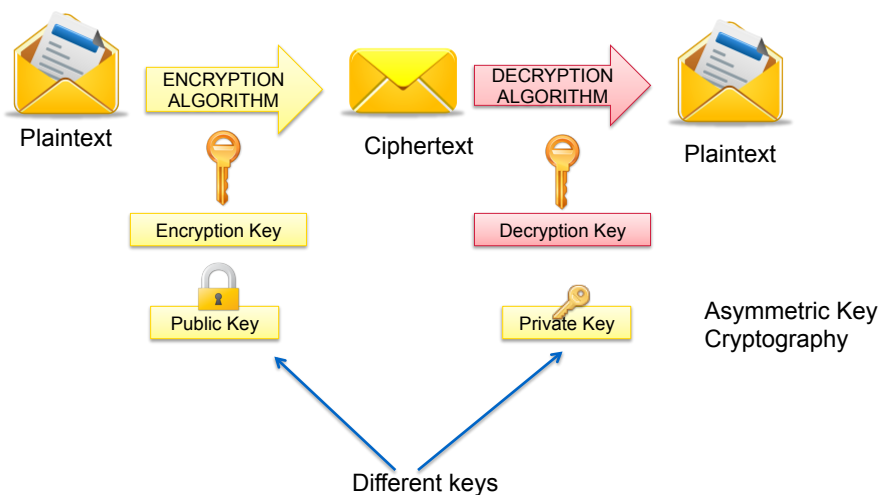 ENCRYPTION
ALGORITHM
DECRYPTION
ALGORITHM
Plaintext
Ciphertext
Plaintext
Encryption Key
Decryption Key
Public Key
Private Key
Asymmetric Key
Cryptography
Different keys